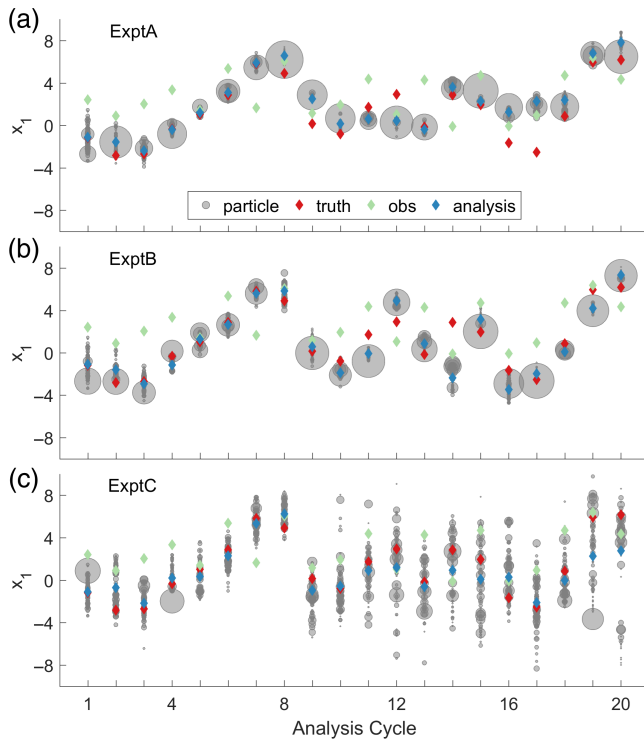 (a)
ExptA
8
4
0
−4
−8
x1
particle truth obs analysis
(b)
ExptB
8
4
0
−4
−8
x1
(c)
ExptC
8
4
0
−4
−8
x1
1 4 8 12 16 20
Analysis Cycle